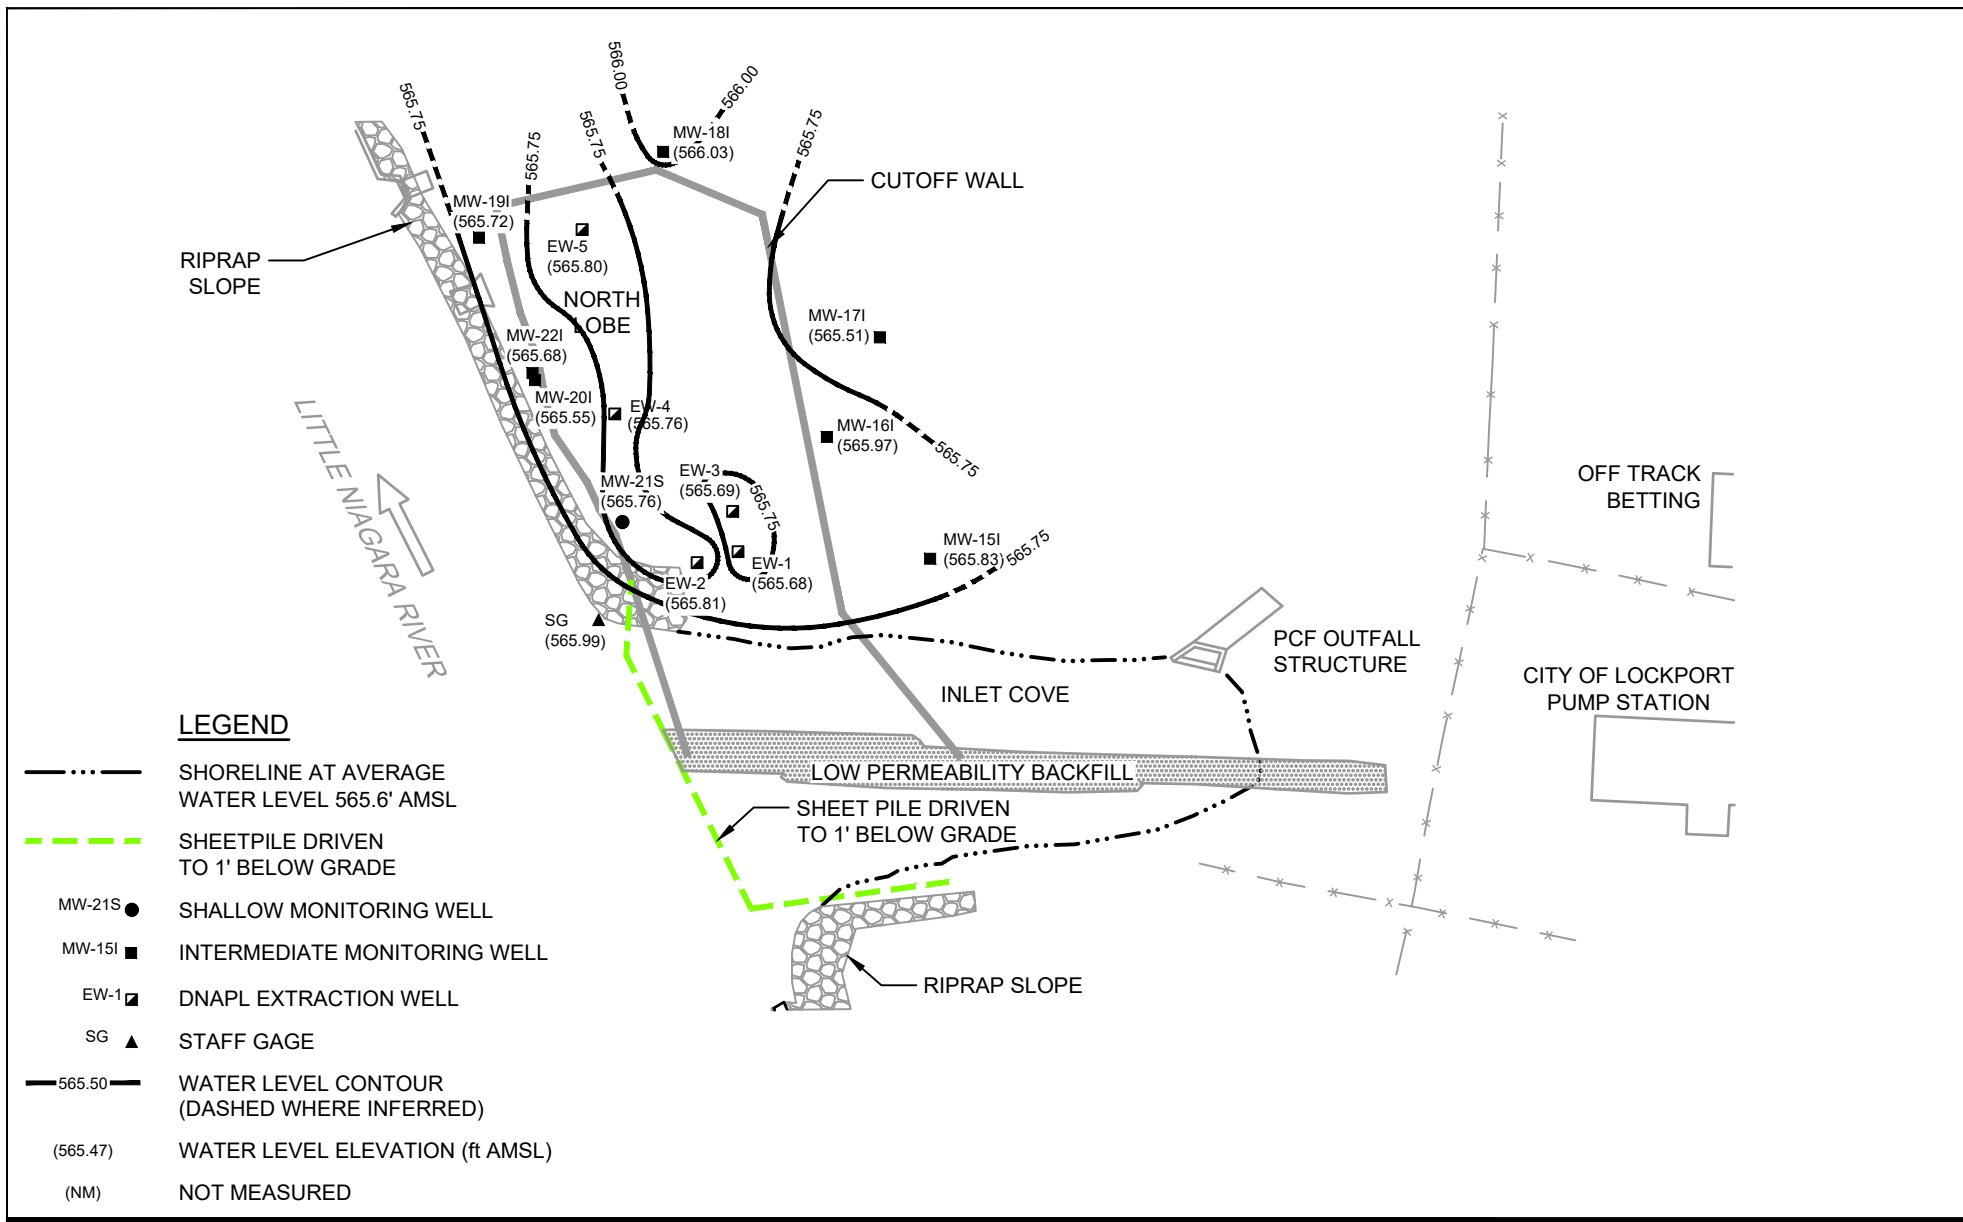 566.00
566.00
565.75
565.75
565.75
565.75
MW-18I
(566.03)
CUTOFF WALL
MW-19I
(565.72)
EW-5
(565.80)
RIPRAP
SLOPE
NORTH
LOBE
MW-17I
(565.51)
MW-22I
(565.68)
MW-20I
(565.55)
EW-4
(565.76)
MW-16I
(565.97)
565.75
LITTLE NIAGARA RIVER
EW-3
(565.69)
MW-21S
(565.76)
565.75
OFF TRACK
BETTING
MW-15I
(565.83)
565.75
EW-1
(565.68)
EW-2
(565.81)
SG
(565.99)
PCF OUTFALL
STRUCTURE
INLET COVE
CITY OF LOCKPORT
PUMP STATION
LOW PERMEABILITY BACKFILL
SHEET PILE DRIVEN
TO 1' BELOW GRADE
RIPRAP SLOPE
LEGEND
SHORELINE AT AVERAGE
WATER LEVEL 565.6' AMSL
SHEETPILE DRIVEN
TO 1' BELOW GRADE
MW-21S SHALLOW MONITORING WELL
MW-15I INTERMEDIATE MONITORING WELL
EW-1 DNAPL EXTRACTION WELL
SG STAFF GAGE
565.50 WATER LEVEL CONTOUR
(DASHED WHERE INFERRED)
(565.47) WATER LEVEL ELEVATION (ft AMSL)
(NM) NOT MEASURED